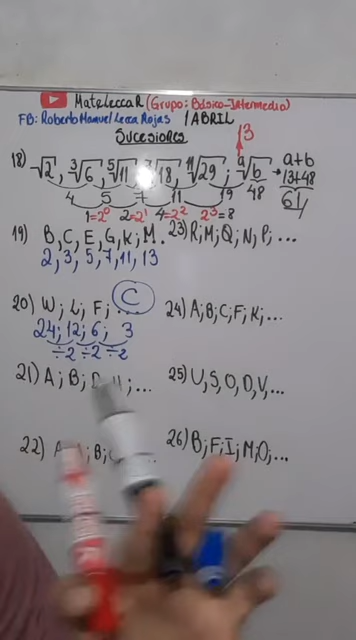 MateLeccaR (Grupo: Básico-Intermedio)
FB: Roberto Manuel Lecca Rojas / ABRIL
Sucesiones
13
18) √2, ³√6, ⁵√11, ⁷√18, ¹¹√29; ᵃ√b → a+b
13+48
61
4 5 7 11 19 48
1=2⁰ 2=2¹ 4=2² 2³=8
19) B, C, E, G, K; M. 23) R; M; Q; N; P; ...
2, 3, 5, 7, 11, 13
20) W; L; F; C 24) A; B; C; F; K; ...
24; 12; 6; 3
÷2 ÷2 ÷2
21) A; B; ; ... 25) U, S, O, D, V, ...
22) ; B; 26) B; F; I; M; O; ...